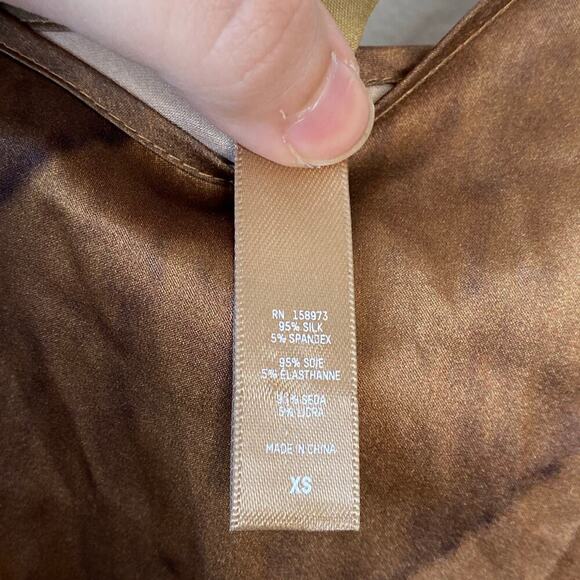 RN 158973
95% SILK
5% SPANDEX
95% SOIE
5% ÉLASTHANNE
95% SEDA
5% LICRA
MADE IN CHINA
XS